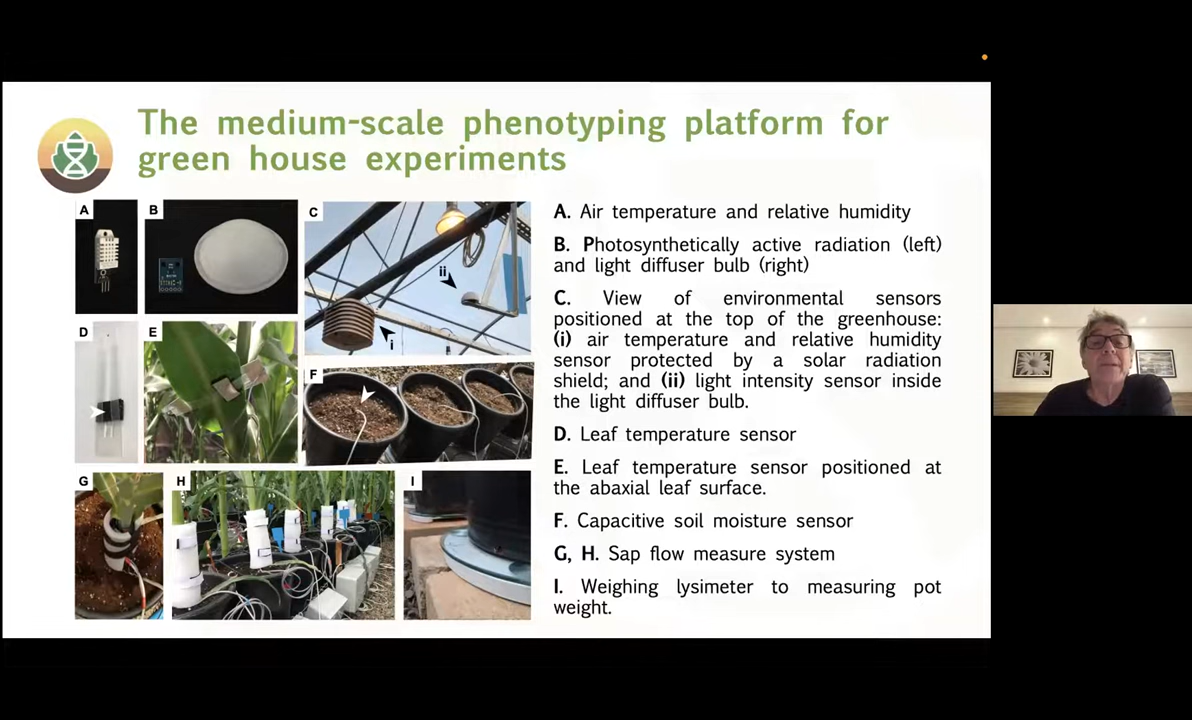 The medium-scale phenotyping platform for
green house experiments
A
B
C
ii
i
D
E
F
G
H
I
A. Air temperature and relative humidity
B. Photosynthetically active radiation (left)
and light diffuser bulb (right)
C. View of environmental sensors
positioned at the top of the greenhouse:
(i) air temperature and relative humidity
sensor protected by a solar radiation
shield; and (ii) light intensity sensor inside
the light diffuser bulb.
D. Leaf temperature sensor
E. Leaf temperature sensor positioned at
the abaxial leaf surface.
F. Capacitive soil moisture sensor
G, H. Sap flow measure system
I. Weighing lysimeter to measuring pot
weight.